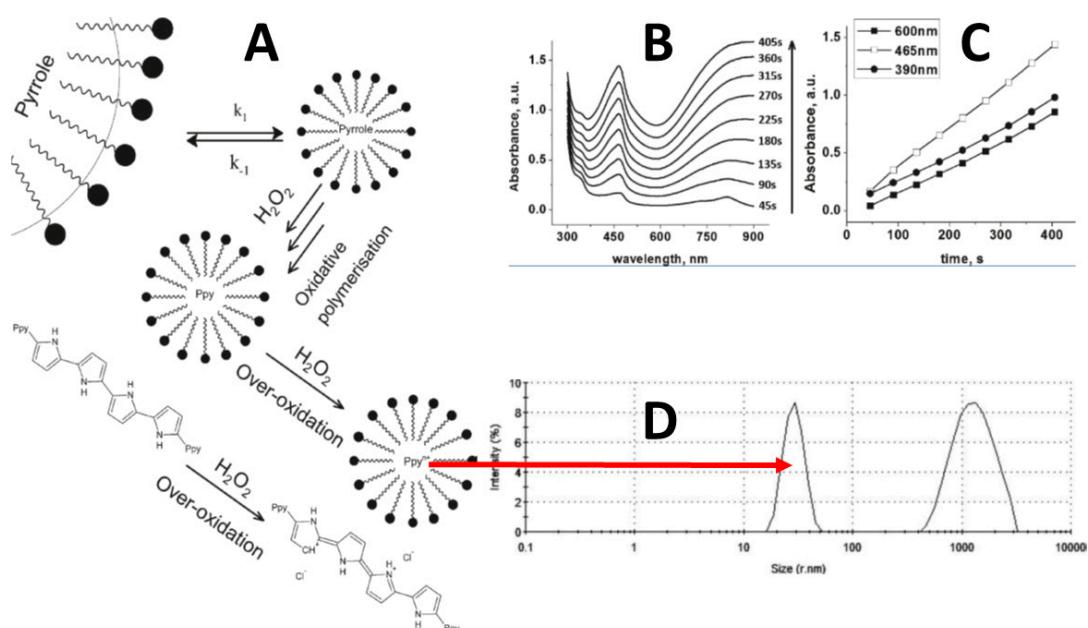 A
Pyrrole
k1
k-1
Pyrrole
H2O2
Oxidative
polymerisation
Ppy
H2O2
Over-oxidation
Ppyn+
Ppy
H
N
N
H
H
N
N
H
Ppy
H2O2
Over-oxidation
Ppy
H
N
CH+
Cl-
N
H
H
N+
Cl-
N
H
Ppy
B
Absorbance, a.u.
1.5
1.0
0.5
0.0
405s
360s
315s
270s
225s
180s
135s
90s
45s
300 450 600 750 900
wavelength, nm
C
600nm
465nm
390nm
Absorbance, a.u.
1.5
1.0
0.5
0.0
0 100 200 300 400
time, s
D
Intensity (%)
10
8
6
4
2
0
0.1 1 10 100 1000 10000
Size (r.nm)